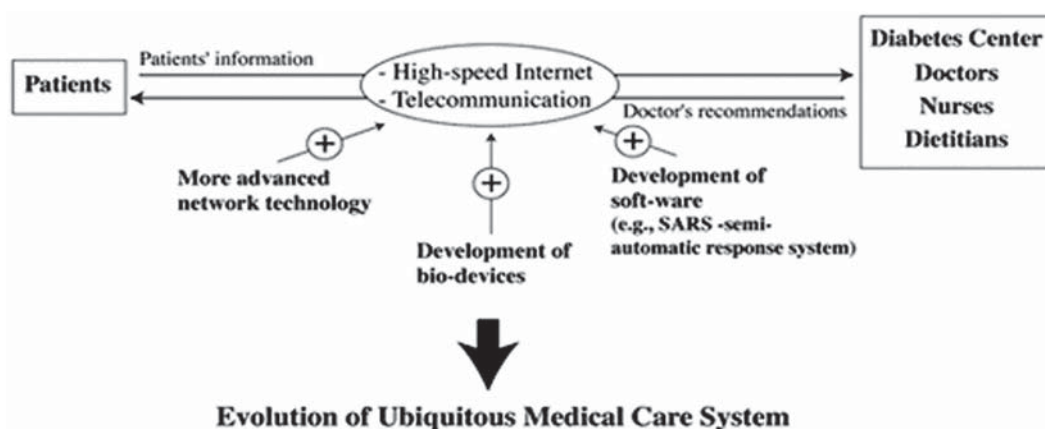 Patients
Patients' information
- High-speed Internet
- Telecommunication
Doctor's recommendations
Diabetes Center
Doctors
Nurses
Dietitians
+
More advanced
network technology
+
Development of
bio-devices
+
Development of
soft-ware
(e.g., SARS -semi-
automatic response system)
Evolution of Ubiquitous Medical Care System